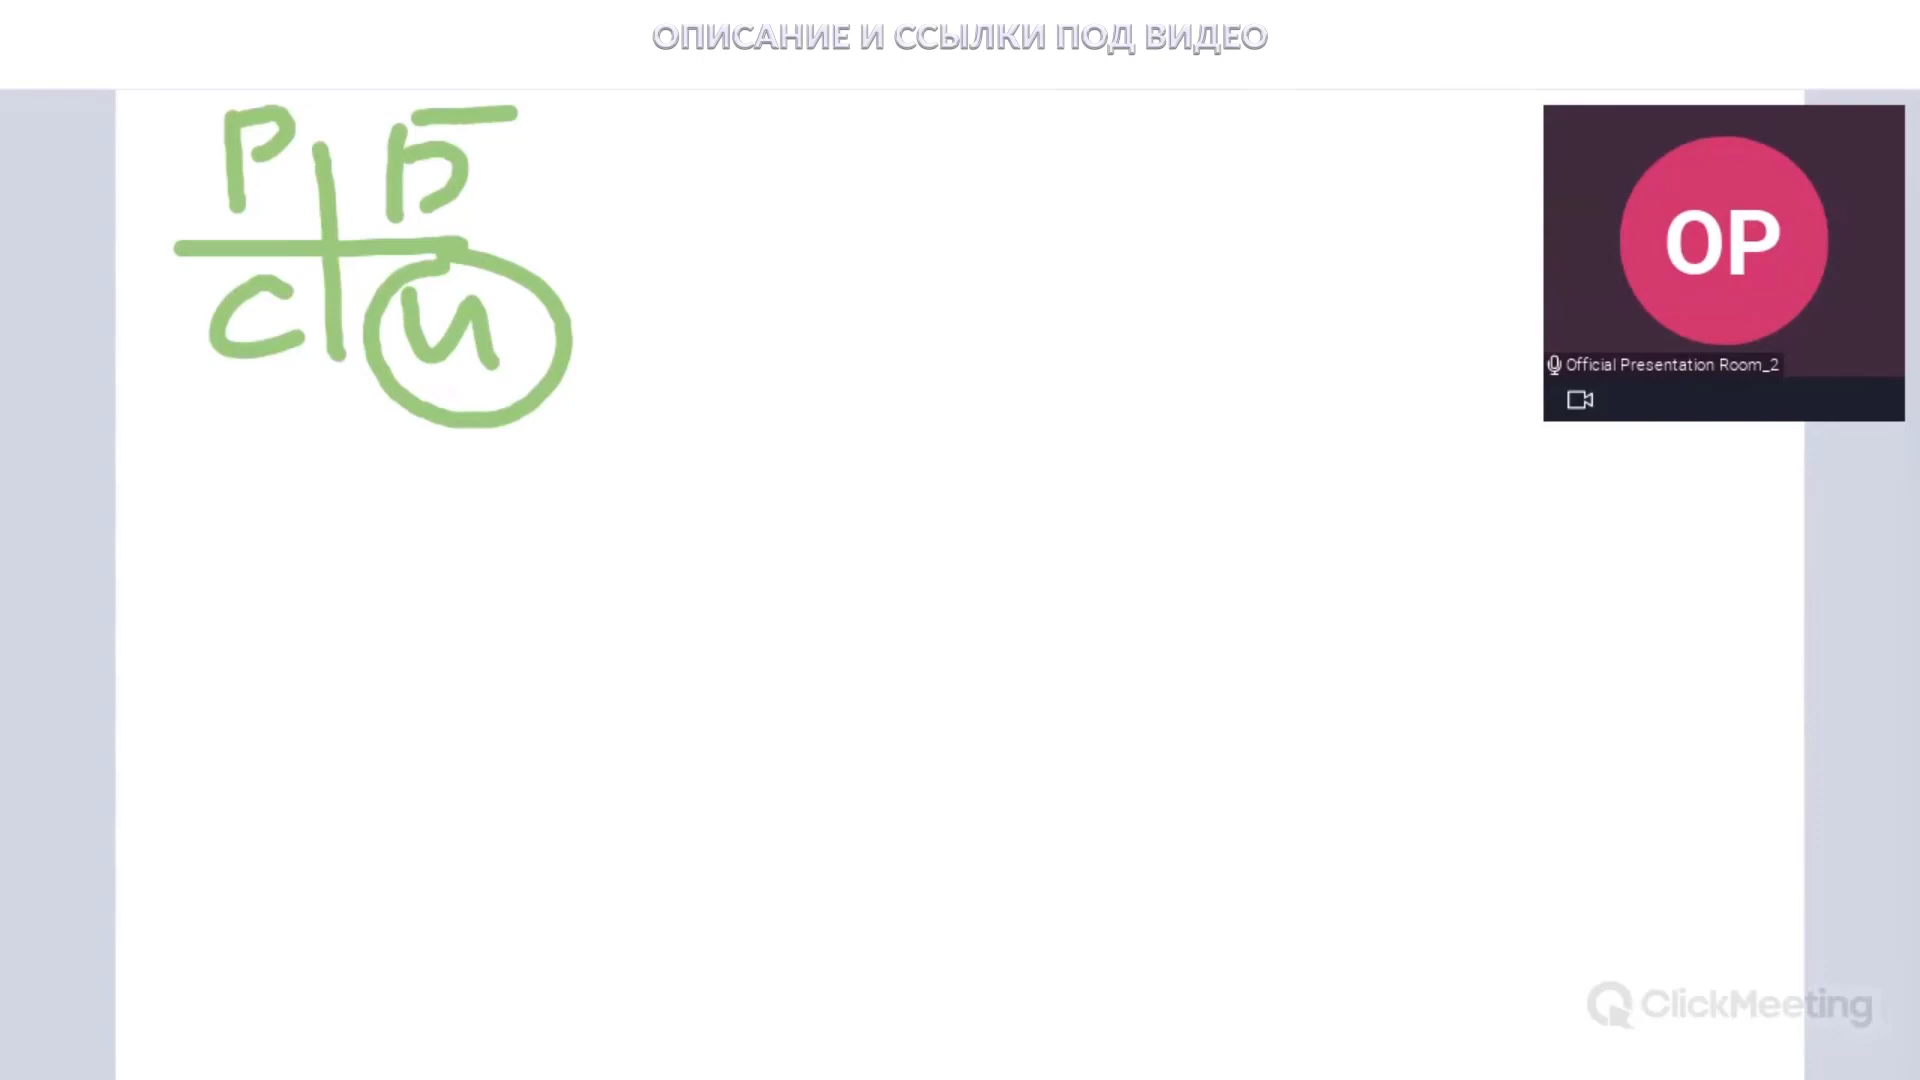 ОПИСАНИЕ И ССЫЛКИ ПОД ВИДЕО
Р Б
С И
OP
Official Presentation Room_2
ClickMeeting